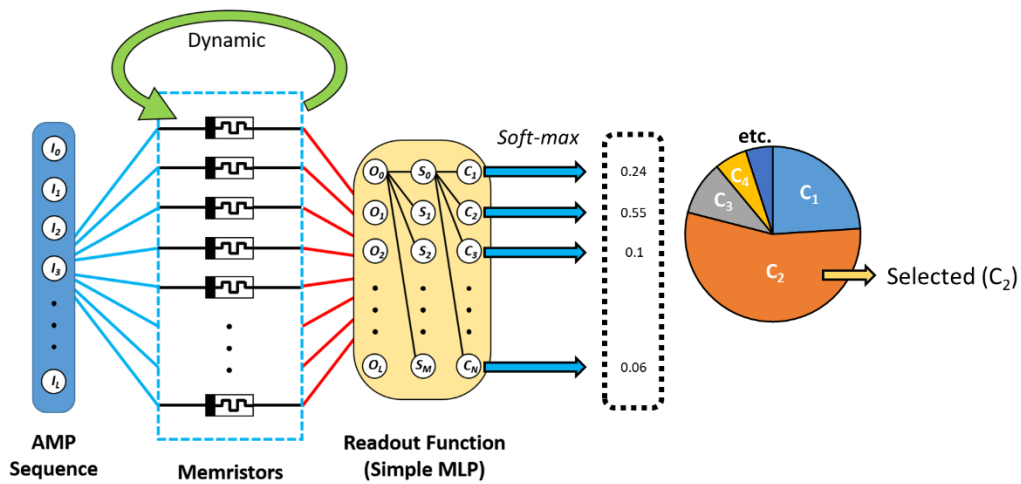 Dynamic
I0
I1
I2
I3
IL
AMP
Sequence
Memristors
O0 S0 C1
O1 S1 C2
O2 S2 C3
OL SM CN
Readout Function
(Simple MLP)
Soft-max
0.24
0.55
0.1
0.06
etc.
C4
C3
C1
C2
Selected (C2)